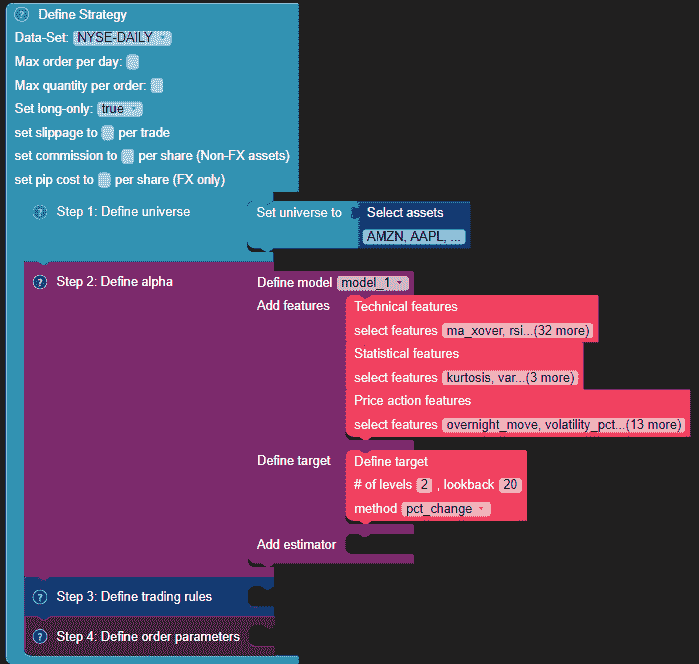 ? Define Strategy
Data-Set: NYSE-DAILY
Max order per day:
Max quantity per order:
Set long-only: true
set slippage to per trade
set commission to per share (Non-FX assets)
set pip cost to per share (FX only)
? Step 1: Define universe Set universe to Select assets
AMZN, AAPL, ...
? Step 2: Define alpha Define model model_1
Add features Technical features
select features ma_xover, rsi...(32 more)
Statistical features
select features kurtosis, var...(3 more)
Price action features
select features overnight_move, volatility_pct...(13 more)
Define target Define target
# of levels 2 , lookback 20
method pct_change
Add estimator
? Step 3: Define trading rules
? Step 4: Define order parameters